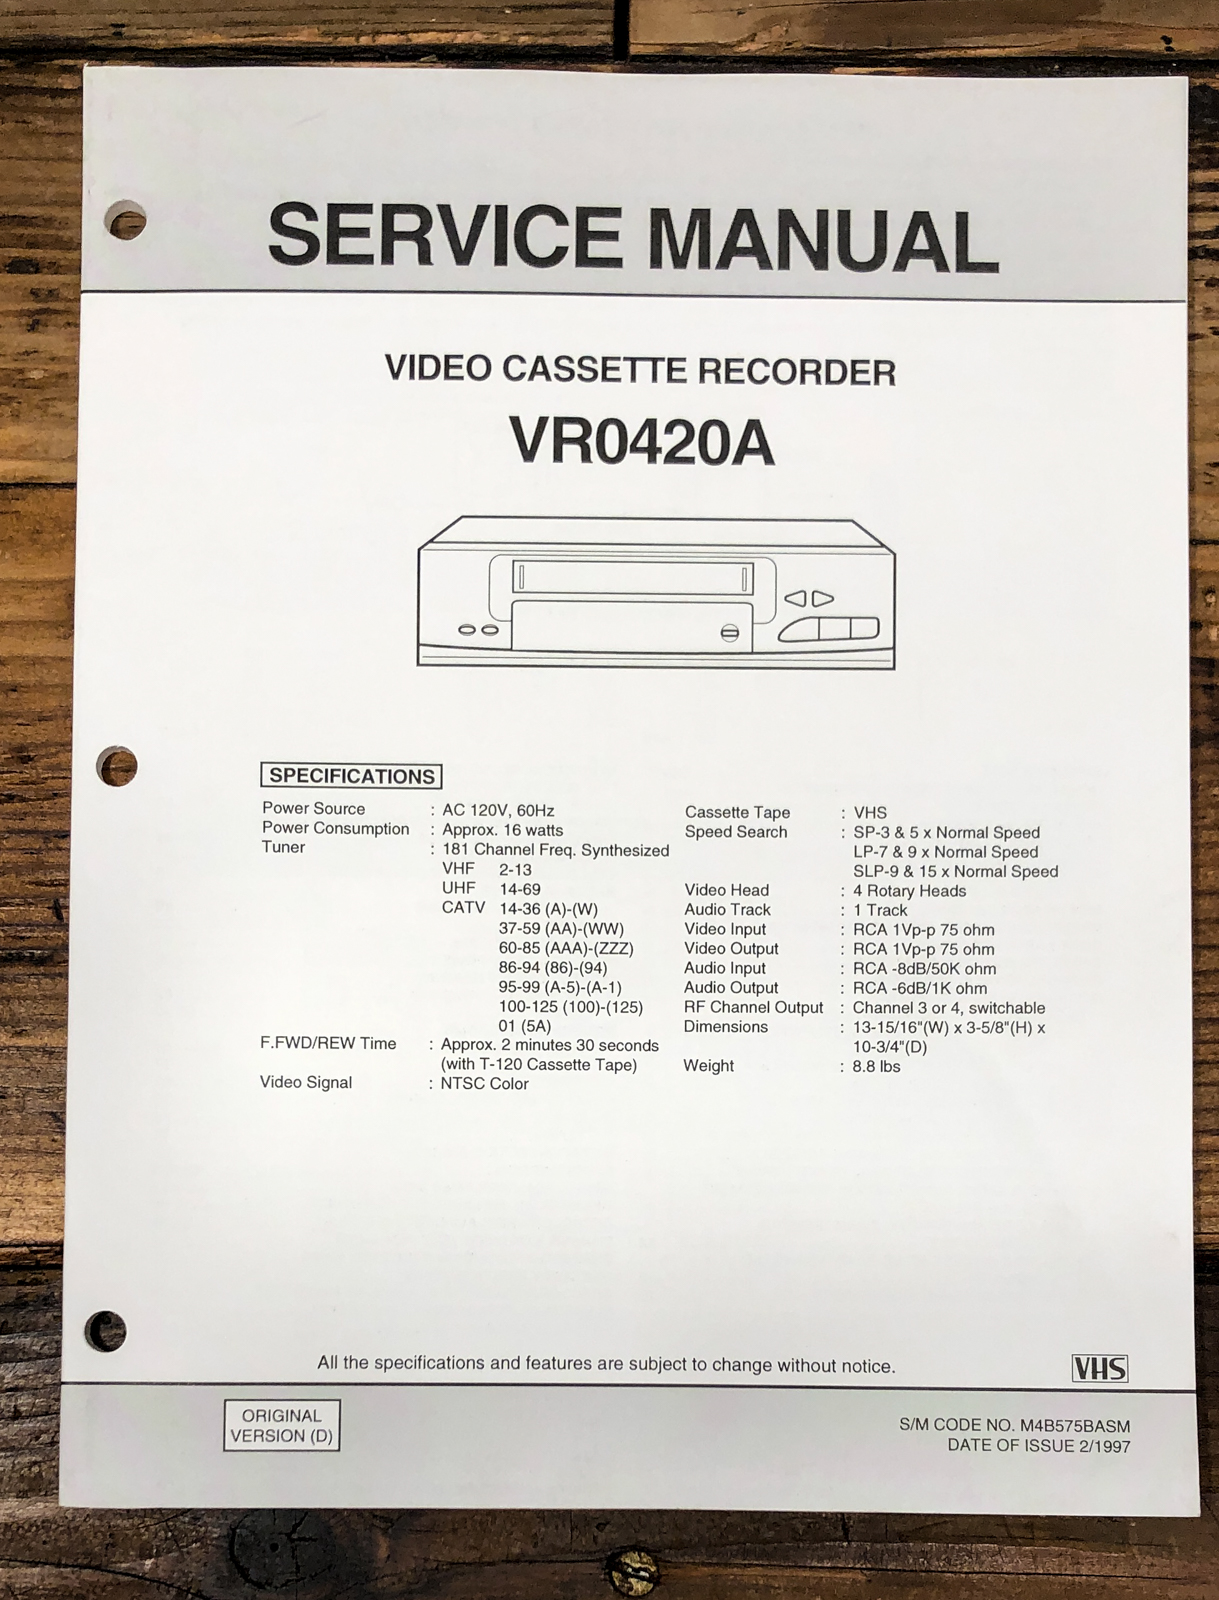 SERVICE MANUAL
VIDEO CASSETTE RECORDER
VR0420A
SPECIFICATIONS
Power Source : AC 120V, 60Hz
Power Consumption : Approx. 16 watts
Tuner : 181 Channel Freq. Synthesized
VHF 2-13
UHF 14-69
CATV 14-36 (A)-(W)
37-59 (AA)-(WW)
60-85 (AAA)-(ZZZ)
86-94 (86)-(94)
95-99 (A-5)-(A-1)
100-125 (100)-(125)
01 (5A)
F.FWD/REW Time : Approx. 2 minutes 30 seconds
(with T-120 Cassette Tape)
Video Signal : NTSC Color
Cassette Tape : VHS
Speed Search : SP-3 & 5 x Normal Speed
LP-7 & 9 x Normal Speed
SLP-9 & 15 x Normal Speed
Video Head : 4 Rotary Heads
Audio Track : 1 Track
Video Input : RCA 1Vp-p 75 ohm
Video Output : RCA 1Vp-p 75 ohm
Audio Input : RCA -8dB/50K ohm
Audio Output : RCA -6dB/1K ohm
RF Channel Output : Channel 3 or 4, switchable
Dimensions : 13-15/16"(W) x 3-5/8"(H) x
10-3/4"(D)
Weight : 8.8 lbs
All the specifications and features are subject to change without notice.
VHS
ORIGINAL
VERSION (D)
S/M CODE NO. M4B575BASM
DATE OF ISSUE 2/1997